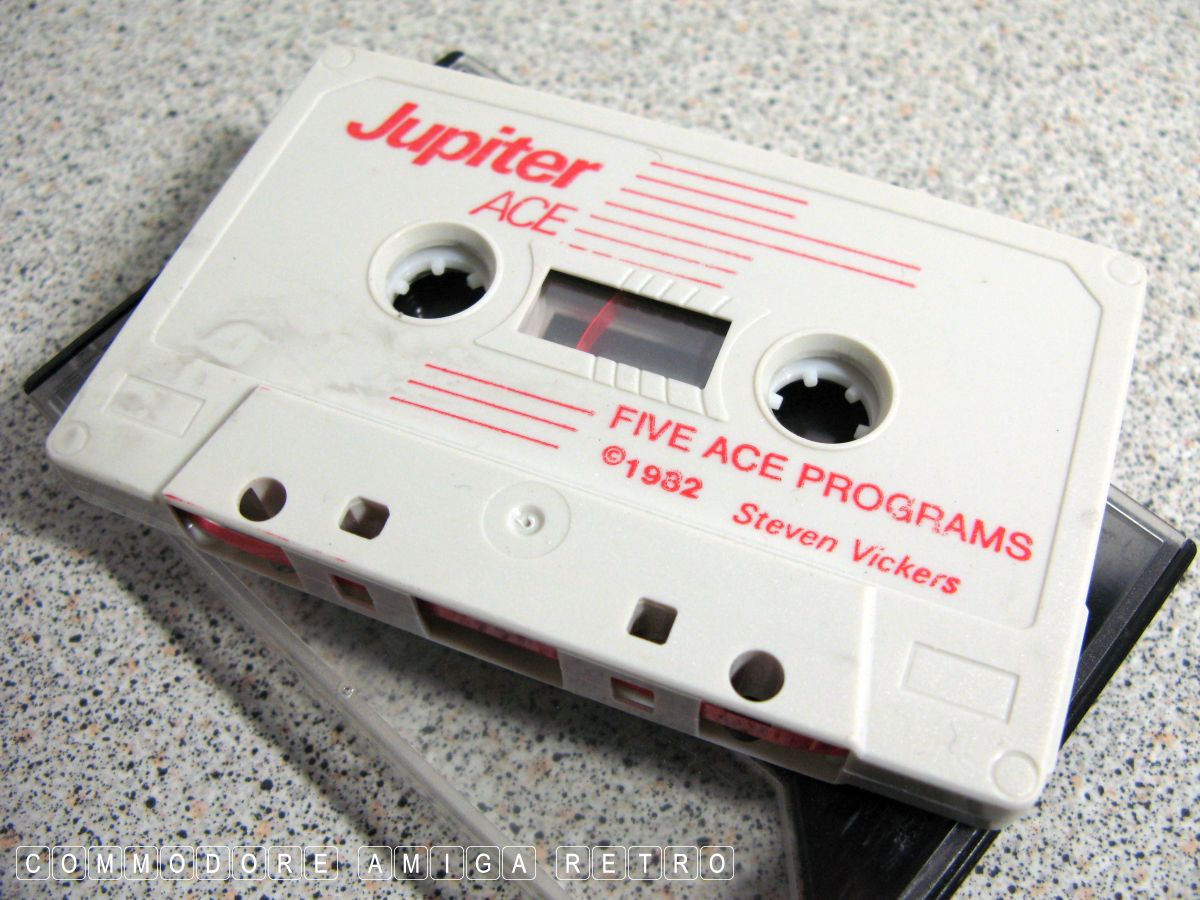 Jupiter
ACE
FIVE ACE PROGRAMS
©1982 Steven Vickers
COMMODORE AMIGA RETRO